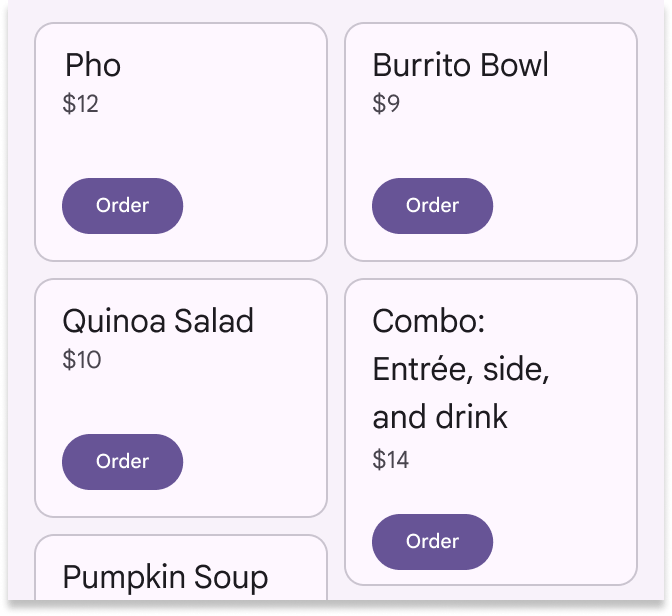 Pho
$12
Order
Burrito Bowl
$9
Order
Quinoa Salad
$10
Order
Combo:
Entrée, side,
and drink
$14
Order
Pumpkin Soup